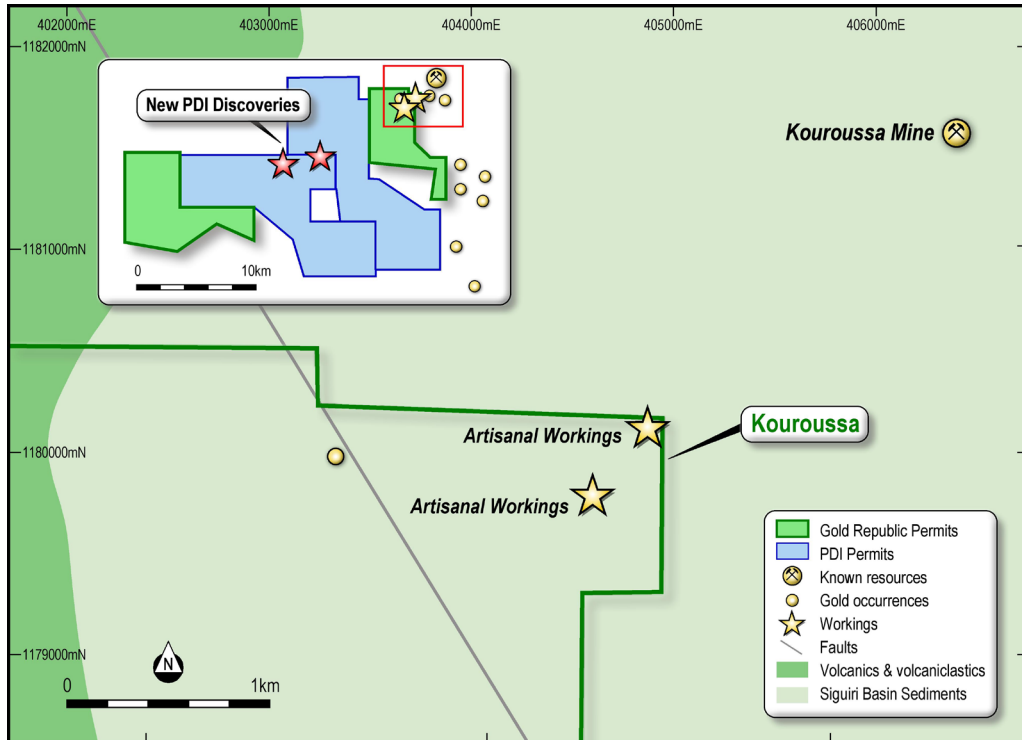 402000mE
403000mE
404000mE
405000mE
406000mE
1182000mN
New PDI Discoveries
Kouroussa Mine
1181000mN
0
10km
Kouroussa
Artisanal Workings
1180000mN
Artisanal Workings
Gold Republic Permits
PDI Permits
Known resources
Gold occurrences
Workings
Faults
Volcanics & volcaniclastics
Siguiri Basin Sediments
1179000mN
N
0
1km